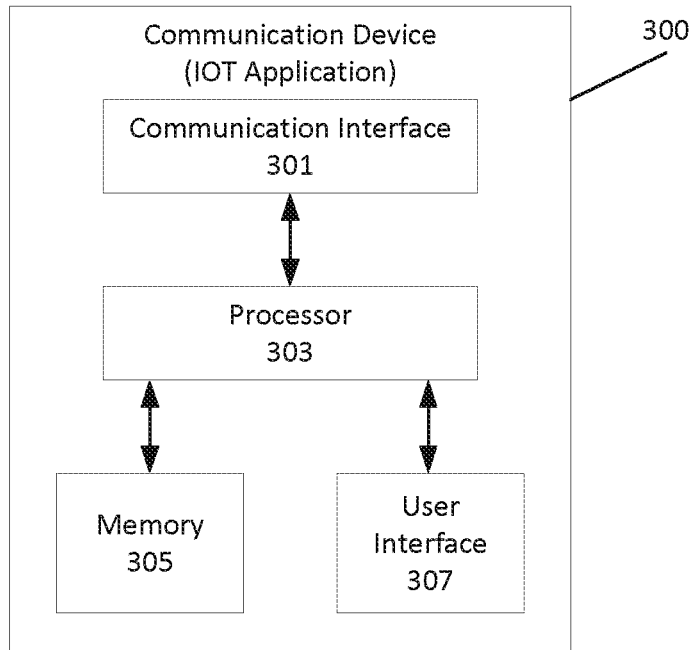 Communication Device
(IOT Application)
300
Communication Interface
301
Processor
303
Memory
305
User
Interface
307